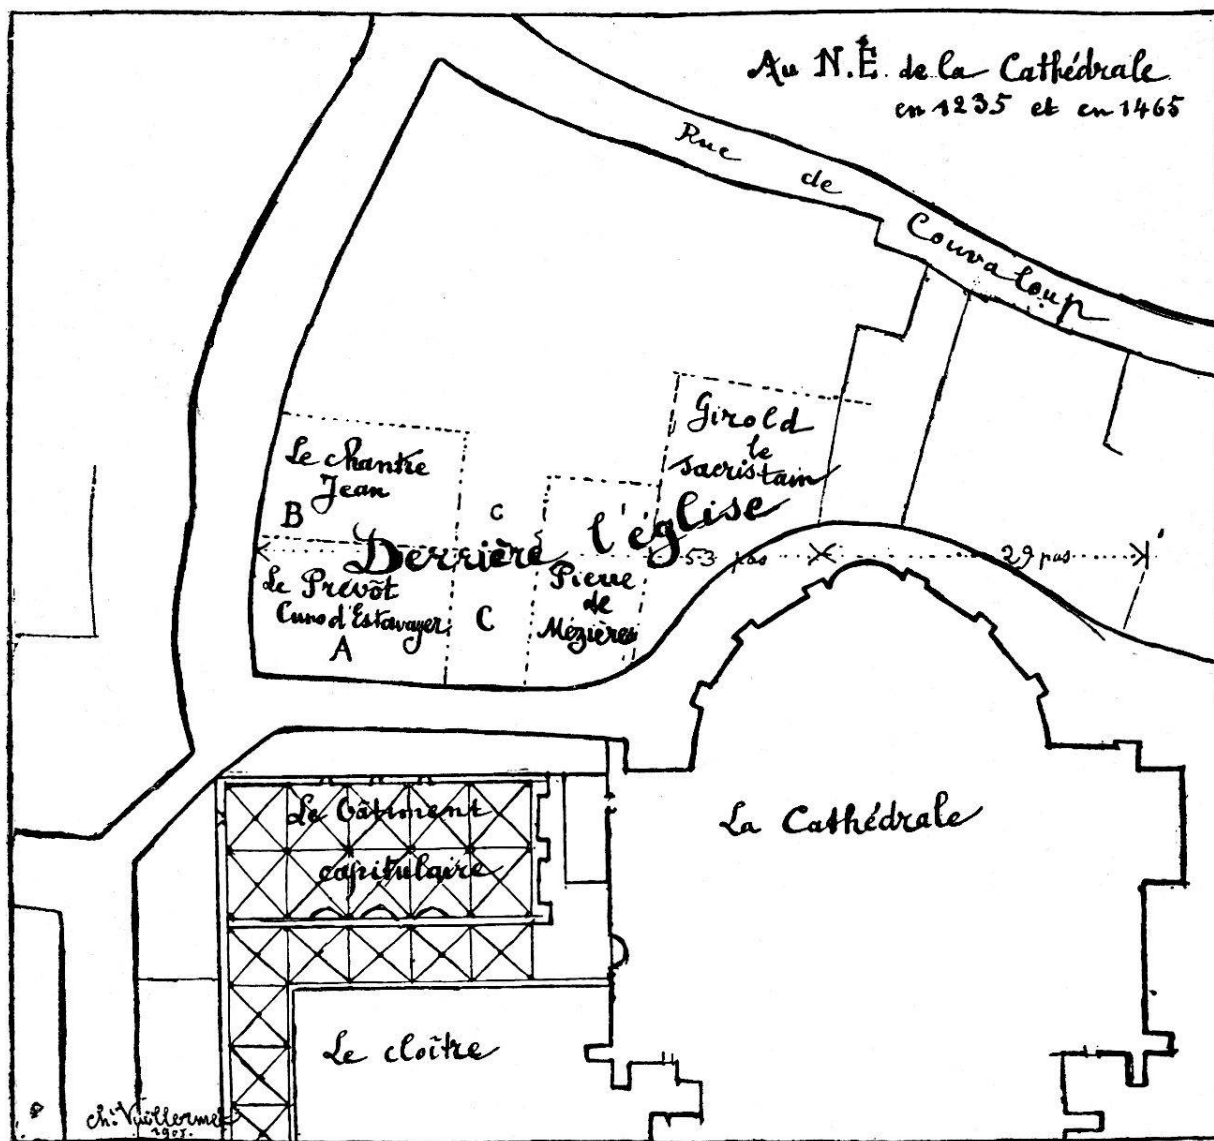 Au N.E. de la Cathédrale
en 1235 et en 1465
Rue de Couvaloup
Girold
le
sacristain
Le chantre
Jean
B
C
Derrière l'église
53 pas
29 pas
Le Prévôt
Cuno d'Estavayer
A
C
Pierre
de
Mézières
Le bâtiment
capitulaire
La Cathédrale
Le cloître
Ch. Vuillermet
1905.